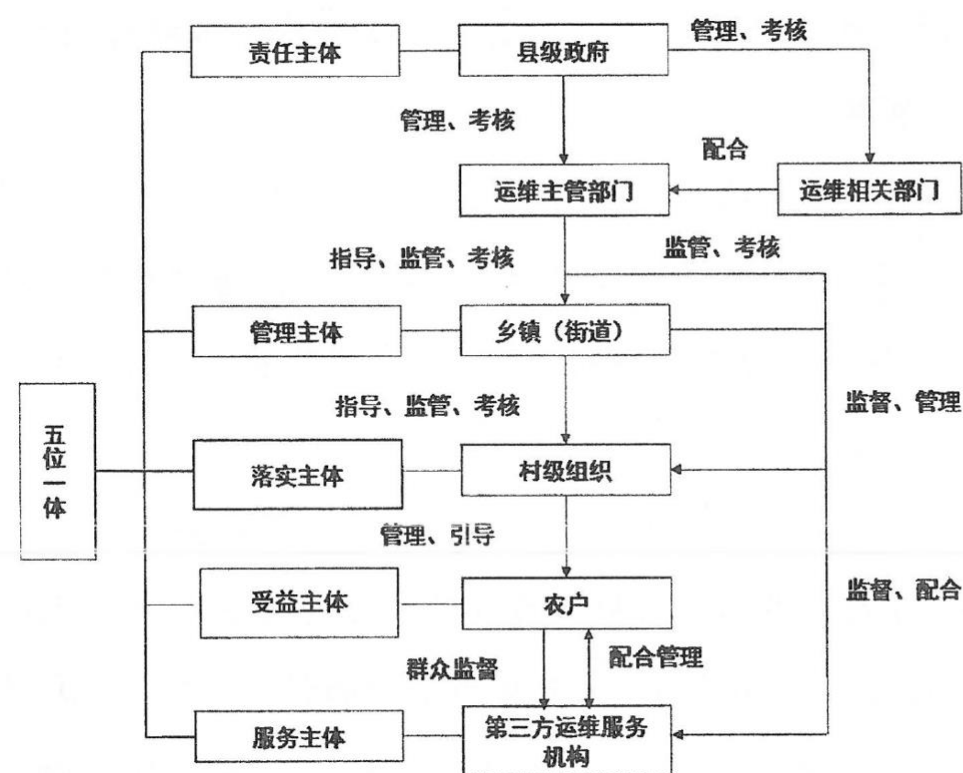 责任主体
县级政府
管理、考核
管理、考核
配合
运维主管部门
运维相关部门
指导、监管、考核
监管、考核
管理主体
乡镇（街道）
指导、监管、考核
监督、管理
五位一体
落实主体
村级组织
管理、引导
受益主体
农户
监督、配合
群众监督
配合管理
服务主体
第三方运维服务
机构